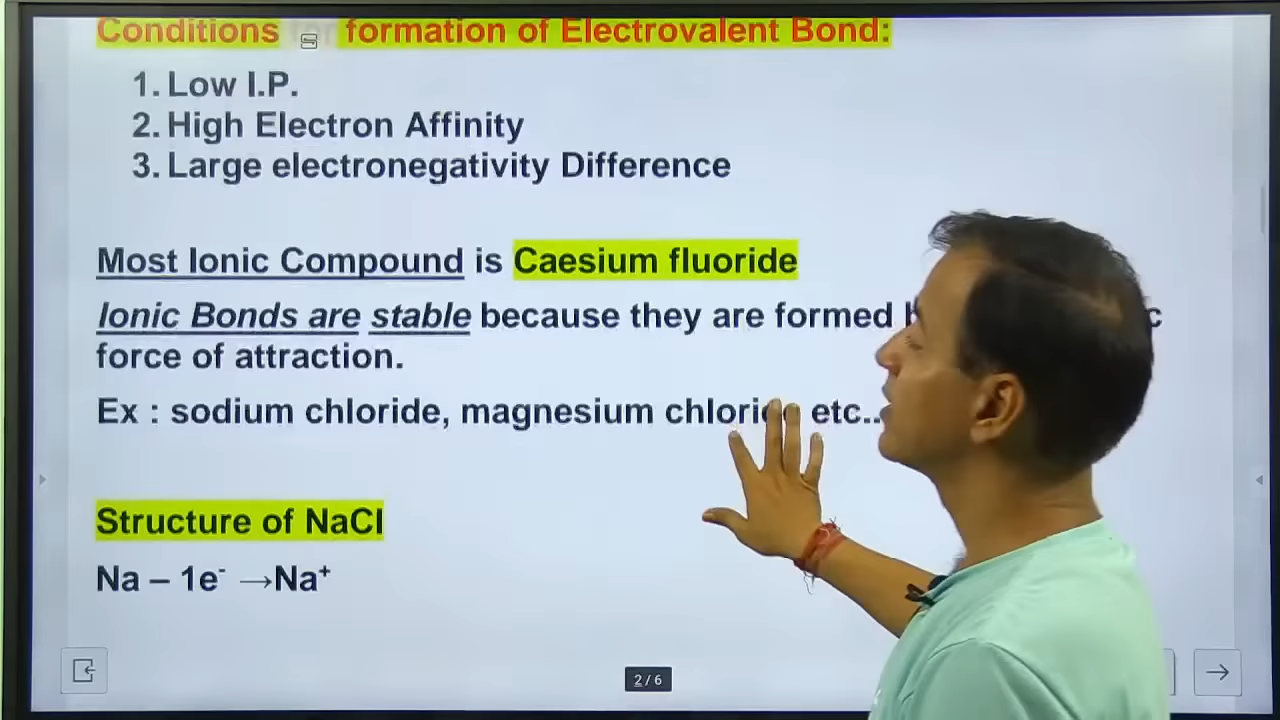 Conditions formation of Electrovalent Bond:
1. Low I.P.
2. High Electron Affinity
3. Large electronegativity Difference
Most Ionic Compound is Caesium fluoride
Ionic Bonds are stable because they are formed
force of attraction.
Ex : sodium chloride, magnesium etc..
Structure of NaCl
Na – 1e⁻ →Na⁺
2 / 6